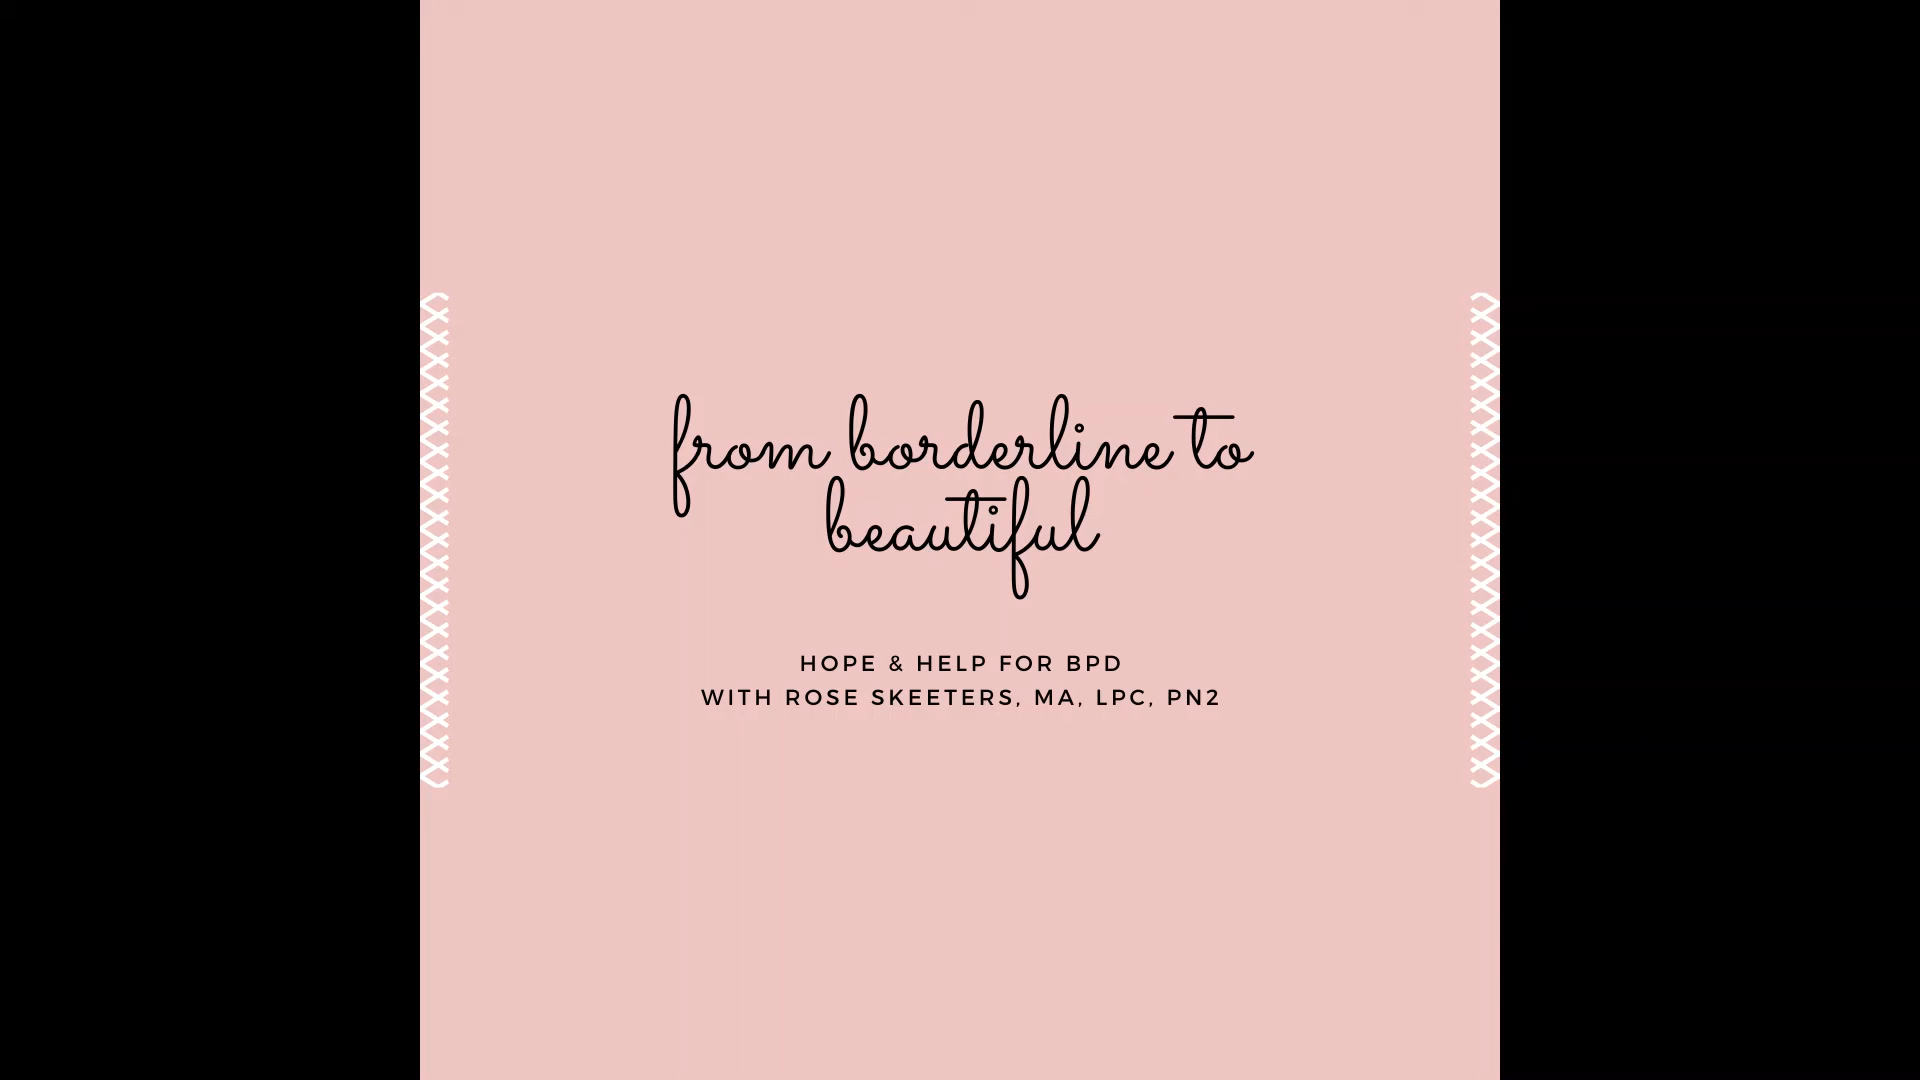 from borderline to
beautiful
HOPE & HELP FOR BPD
WITH ROSE SKEETERS, MA, LPC, PN2